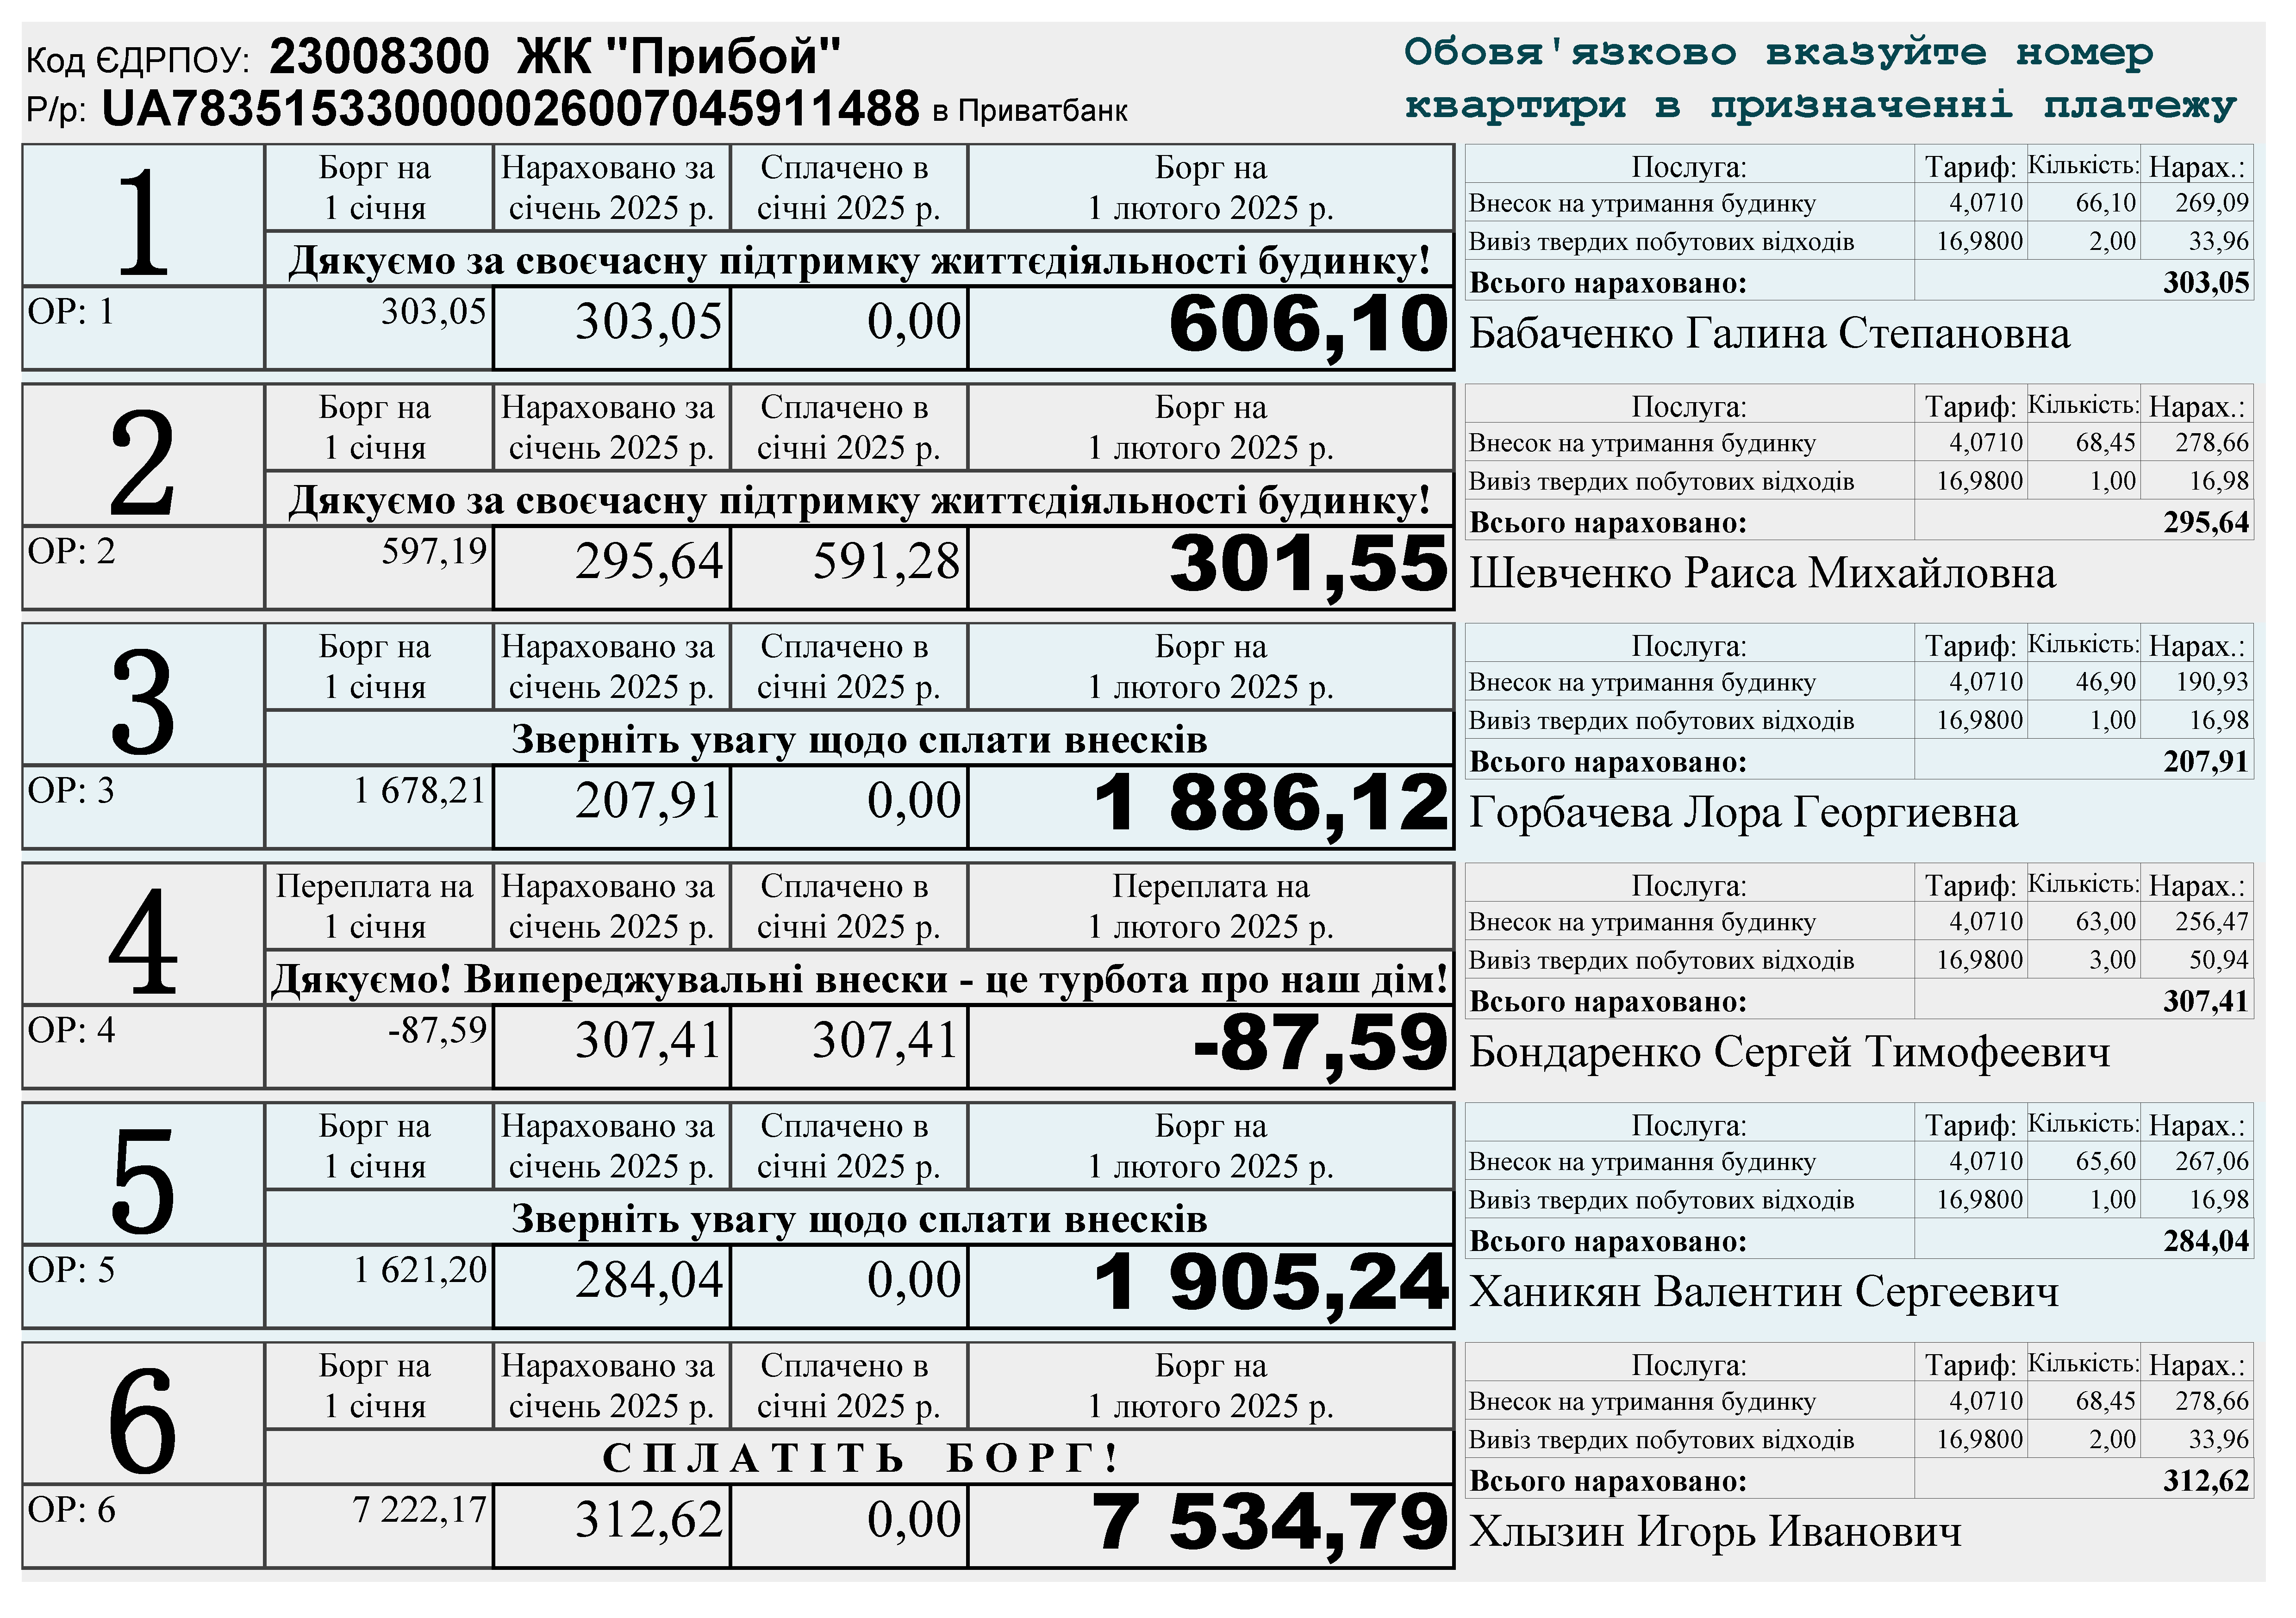 Код ЄДРПОУ: 23008300 ЖК "Прибой"
Р/р: UA783515330000026007045911488 в Приватбанк
Обовя'язково вказуйте номер
квартири в призначенні платежу
1
Борг на 1 січня
Нараховано за січень 2025 р.
Сплачено в січні 2025 р.
Борг на 1 лютого 2025 р.
Дякуємо за своєчасну підтримку життєдіяльності будинку!
ОР: 1 303,05 303,05 0,00 606,10
Послуга: Тариф: Кількість: Нарах.:
Внесок на утримання будинку 4,0710 66,10 269,09
Вивіз твердих побутових відходів 16,9800 2,00 33,96
Всього нараховано: 303,05
Бабаченко Галина Степановна
2
Борг на 1 січня
Нараховано за січень 2025 р.
Сплачено в січні 2025 р.
Борг на 1 лютого 2025 р.
Дякуємо за своєчасну підтримку життєдіяльності будинку!
ОР: 2 597,19 295,64 591,28 301,55
Послуга: Тариф: Кількість: Нарах.:
Внесок на утримання будинку 4,0710 68,45 278,66
Вивіз твердих побутових відходів 16,9800 1,00 16,98
Всього нараховано: 295,64
Шевченко Раиса Михайловна
3
Борг на 1 січня
Нараховано за січень 2025 р.
Сплачено в січні 2025 р.
Борг на 1 лютого 2025 р.
Зверніть увагу щодо сплати внесків
ОР: 3 1 678,21 207,91 0,00 1 886,12
Послуга: Тариф: Кількість: Нарах.:
Внесок на утримання будинку 4,0710 46,90 190,93
Вивіз твердих побутових відходів 16,9800 1,00 16,98
Всього нараховано: 207,91
Горбачева Лора Георгиевна
4
Переплата на 1 січня
Нараховано за січень 2025 р.
Сплачено в січні 2025 р.
Переплата на 1 лютого 2025 р.
Дякуємо! Випереджувальні внески - це турбота про наш дім!
ОР: 4 -87,59 307,41 307,41 -87,59
Послуга: Тариф: Кількість: Нарах.:
Внесок на утримання будинку 4,0710 63,00 256,47
Вивіз твердих побутових відходів 16,9800 3,00 50,94
Всього нараховано: 307,41
Бондаренко Сергей Тимофеевич
5
Борг на 1 січня
Нараховано за січень 2025 р.
Сплачено в січні 2025 р.
Борг на 1 лютого 2025 р.
Зверніть увагу щодо сплати внесків
ОР: 5 1 621,20 284,04 0,00 1 905,24
Послуга: Тариф: Кількість: Нарах.:
Внесок на утримання будинку 4,0710 65,60 267,06
Вивіз твердих побутових відходів 16,9800 1,00 16,98
Всього нараховано: 284,04
Ханикян Валентин Сергеевич
6
Борг на 1 січня
Нараховано за січень 2025 р.
Сплачено в січні 2025 р.
Борг на 1 лютого 2025 р.
СПЛАТІТЬ БОРГ!
ОР: 6 7 222,17 312,62 0,00 7 534,79
Послуга: Тариф: Кількість: Нарах.:
Внесок на утримання будинку 4,0710 68,45 278,66
Вивіз твердих побутових відходів 16,9800 2,00 33,96
Всього нараховано: 312,62
Хлызин Игорь Иванович